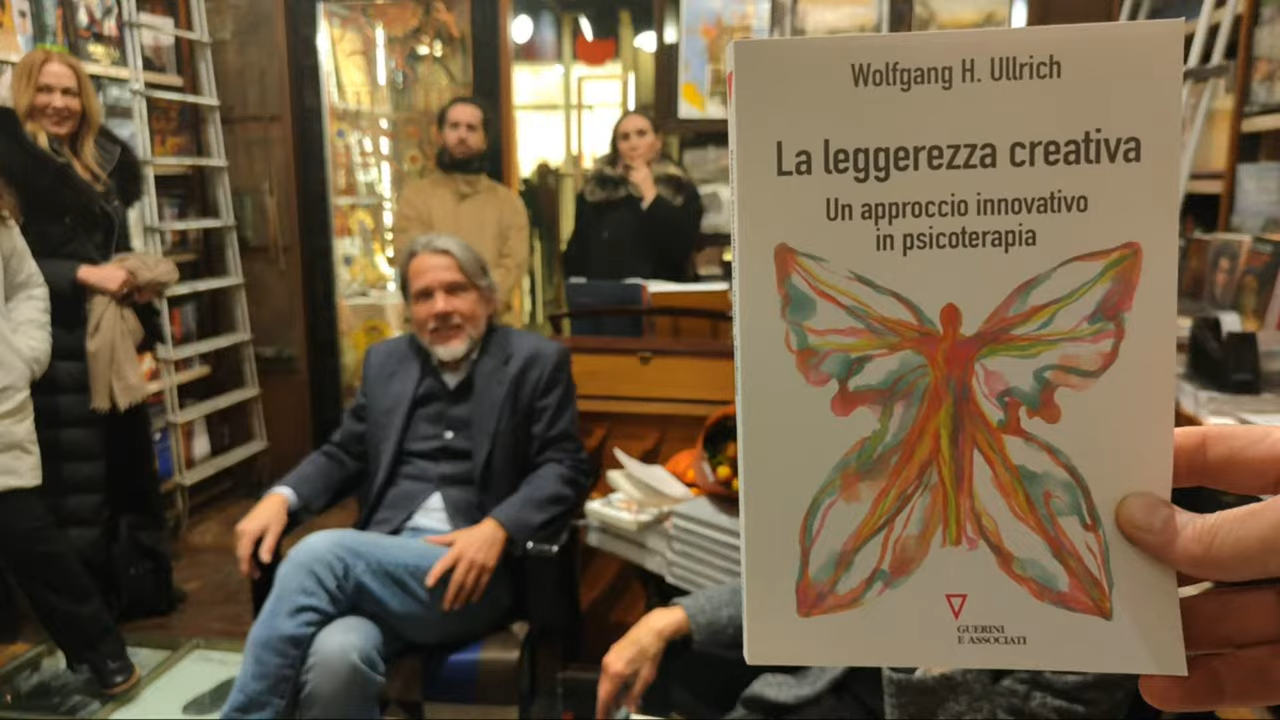 Wolfgang H. Ullrich
La leggerezza creativa
Un approccio innovativo
in psicoterapia
GUERINI
E ASSOCIATI